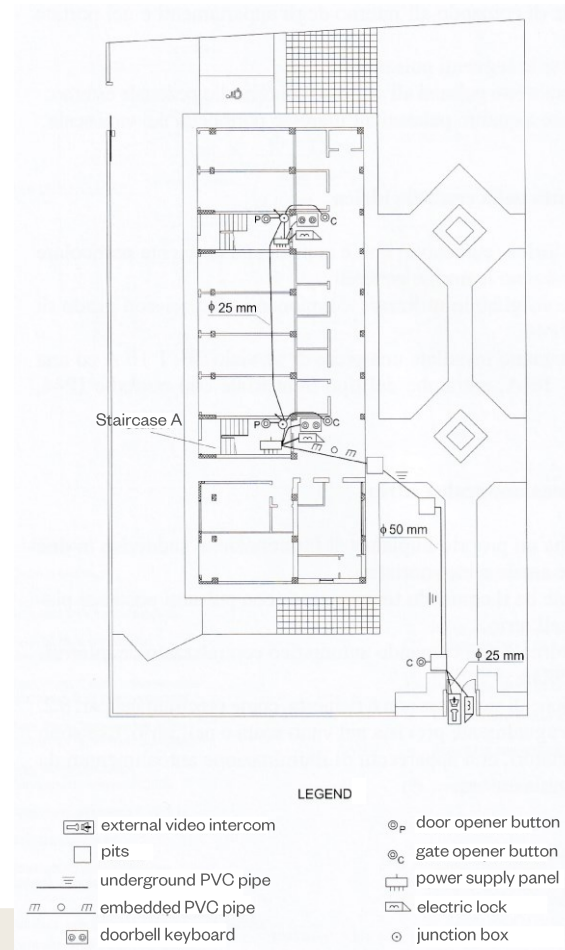 P
C
ϕ 25 mm
Staircase A
P
C
ϕ 50 mm
C
ϕ 25 mm
LEGEND
external video intercom
pits
underground PVC pipe
embedded PVC pipe
doorbell keyboard
P door opener button
C gate opener button
power supply panel
electric lock
junction box